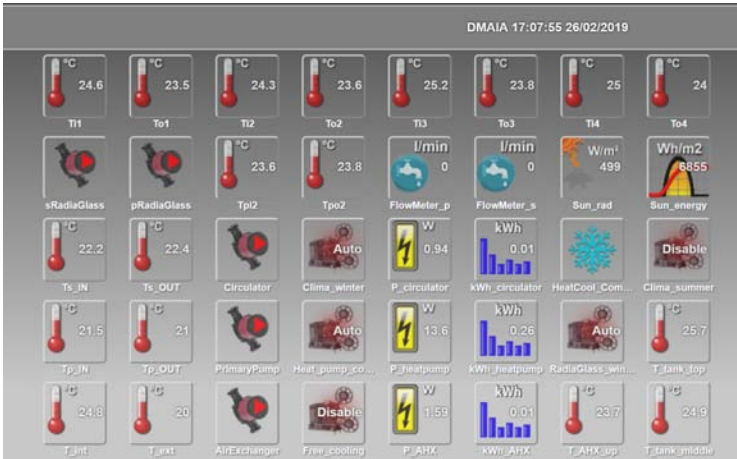 DMAIA 17:07:55 26/02/2019
°C 24.6 °C 23.5 °C 24.3 °C 23.6 °C 25.2 °C 23.8 °C 25 °C 24
Ti1 To1 Ti2 To2 Ti3 To3 Ti4 To4
°C °C l/min l/min W/m² Wh/m2
23.6 23.8 0 0 499 6855
sRadiaGlass pRadiaGlass Tpi2 Tpo2 FlowMeter_p FlowMeter_s Sun_rad Sun_energy
°C °C W kWh
22.2 22.4 Auto 0.94 0.01 Disable
Ts_IN Ts_OUT Circulator Clima_winter P_circulator kWh_circulator HeatCool_Com... Clima_summer
°C °C W kWh °C
21.5 21 Auto 13.6 0.26 Auto 25.7
Tp_IN Tp_OUT PrimaryPump Heat_pump_co... P_heatpump kWh_heatpump RadiaGlass_win... T_tank_top
°C °C W kWh °C °C
24.8 20 Disable 1.59 0.01 23.7 24.9
T_int T_ext AirExchanger Free_cooling P_AHX kWh_AHX T_AHX_up T_tank_middle